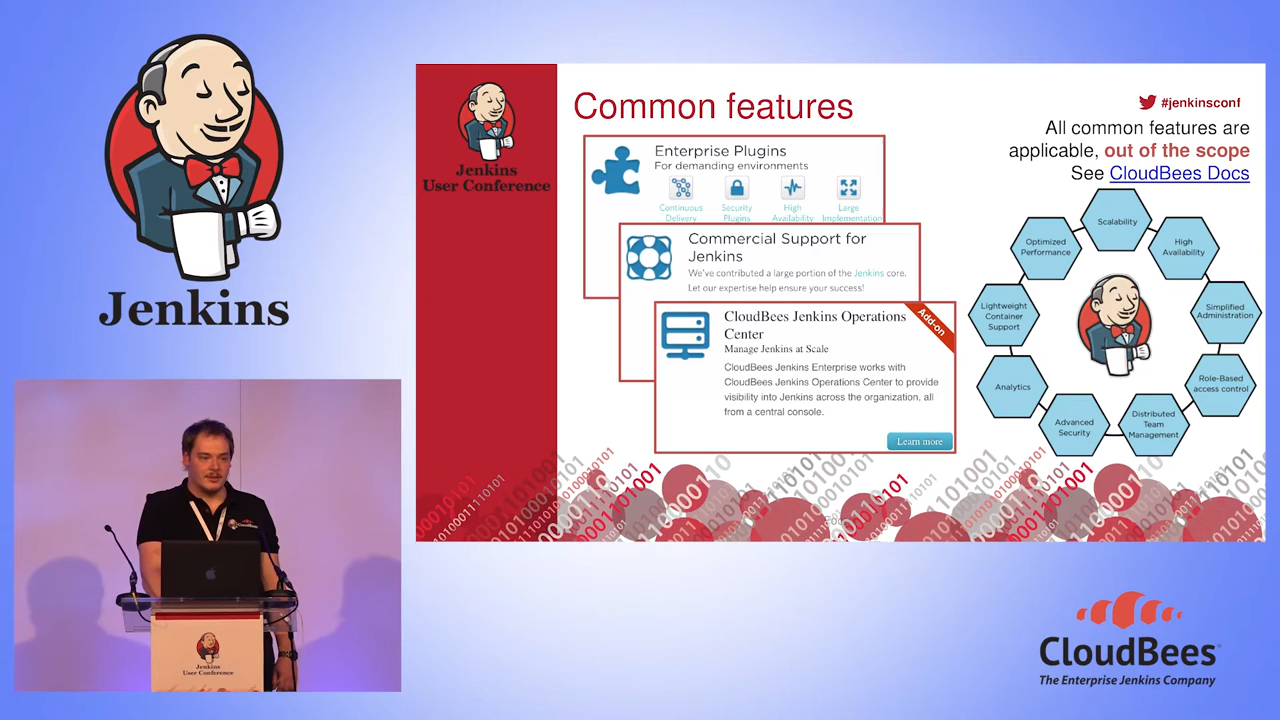 Jenkins
Jenkins
User Conference
Common features
#jenkinsconf
All common features are
applicable, out of the scope
See CloudBees Docs
Enterprise Plugins
For demanding environments
Continuous
Delivery
Security
Plugins
High
Availability
Large
Implementation
Commercial Support for
Jenkins
We've contributed a large portion of the Jenkins core.
Let our expertise help ensure your success!
CloudBees Jenkins Operations
Center
Add-on
Manage Jenkins at Scale
CloudBees Jenkins Enterprise works with
CloudBees Jenkins Operations Center to provide
visibility into Jenkins across the organization, all
from a central console.
Learn more
Scalability
High
Availability
Simplified
Administration
Role-Based
access control
Distributed
Team
Management
Advanced
Security
Analytics
Lightweight
Container
Support
Optimized
Performance
CloudBees
Jenkins
User Conference
CloudBees
The Enterprise Jenkins Company